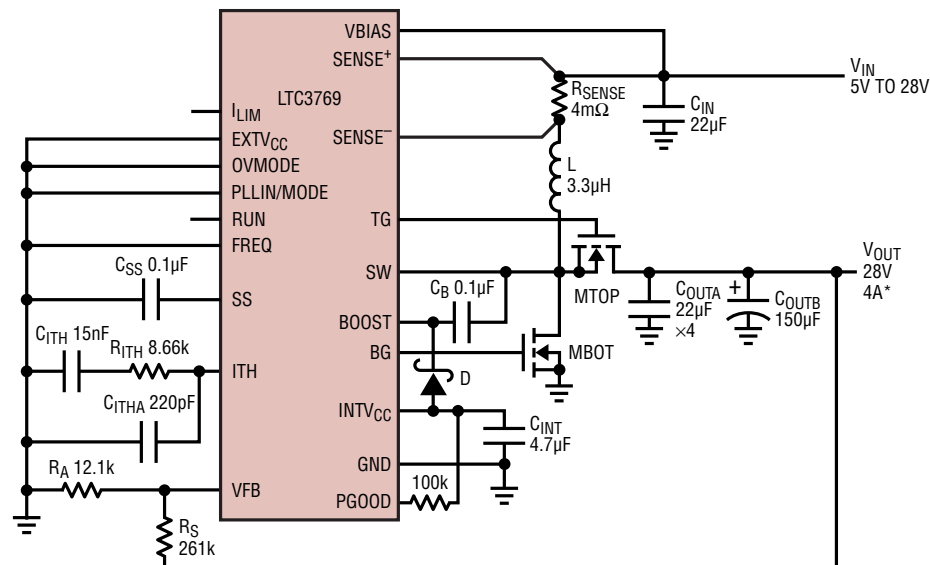 VBIAS
SENSE+
LTC3769
ILIM
EXTVCC
SENSE–
OVMODE
PLLIN/MODE
RUN
TG
FREQ
SW
CSS 0.1µF
SS
CB 0.1µF
BOOST
CITH 15nF
RITH 8.66k
ITH
BG
CITHA 220pF
INTVCC
GND
RA 12.1k
VFB
PGOOD
100k
RS
261k
RSENSE
4mΩ
CIN
22µF
VIN
5V TO 28V
L
3.3µH
MTOP
MBOT
D
CINT
4.7µF
COUTA
22µF
×4
+
COUTB
150µF
VOUT
28V
4A*